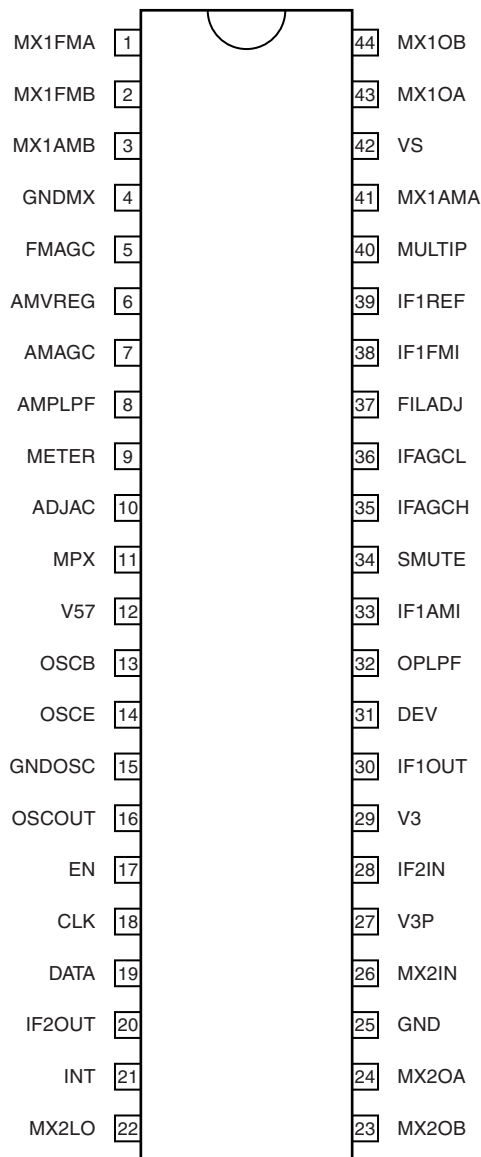 MX1FMA 1 44 MX1OB
MX1FMB 2 43 MX1OA
MX1AMB 3 42 VS
GNDMX 4 41 MX1AMA
FMAGC 5 40 MULTIP
AMVREG 6 39 IF1REF
AMAGC 7 38 IF1FMI
AMPLPF 8 37 FILADJ
METER 9 36 IFAGCL
ADJAC 10 35 IFAGCH
MPX 11 34 SMUTE
V57 12 33 IF1AMI
OSCB 13 32 OPLPF
OSCE 14 31 DEV
GNDOSC 15 30 IF1OUT
OSCOUT 16 29 V3
EN 17 28 IF2IN
CLK 18 27 V3P
DATA 19 26 MX2IN
IF2OUT 20 25 GND
INT 21 24 MX2OA
MX2LO 22 23 MX2OB